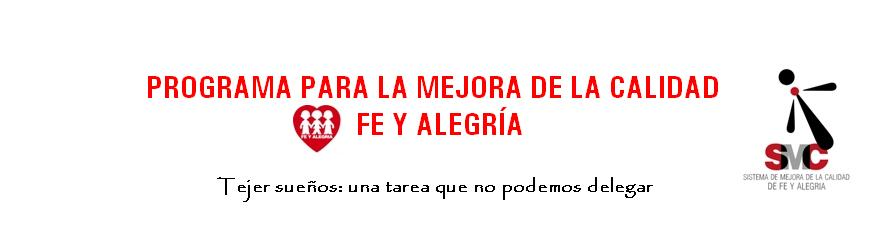 PROGRAMA PARA LA MEJORA DE LA CALIDAD
FE Y ALEGRÍA
FE Y ALEGRIA
Tejer sueños: una tarea que no podemos delegar
SMC
SISTEMA DE MEJORA DE LA CALIDAD
DE FE Y ALEGRIA